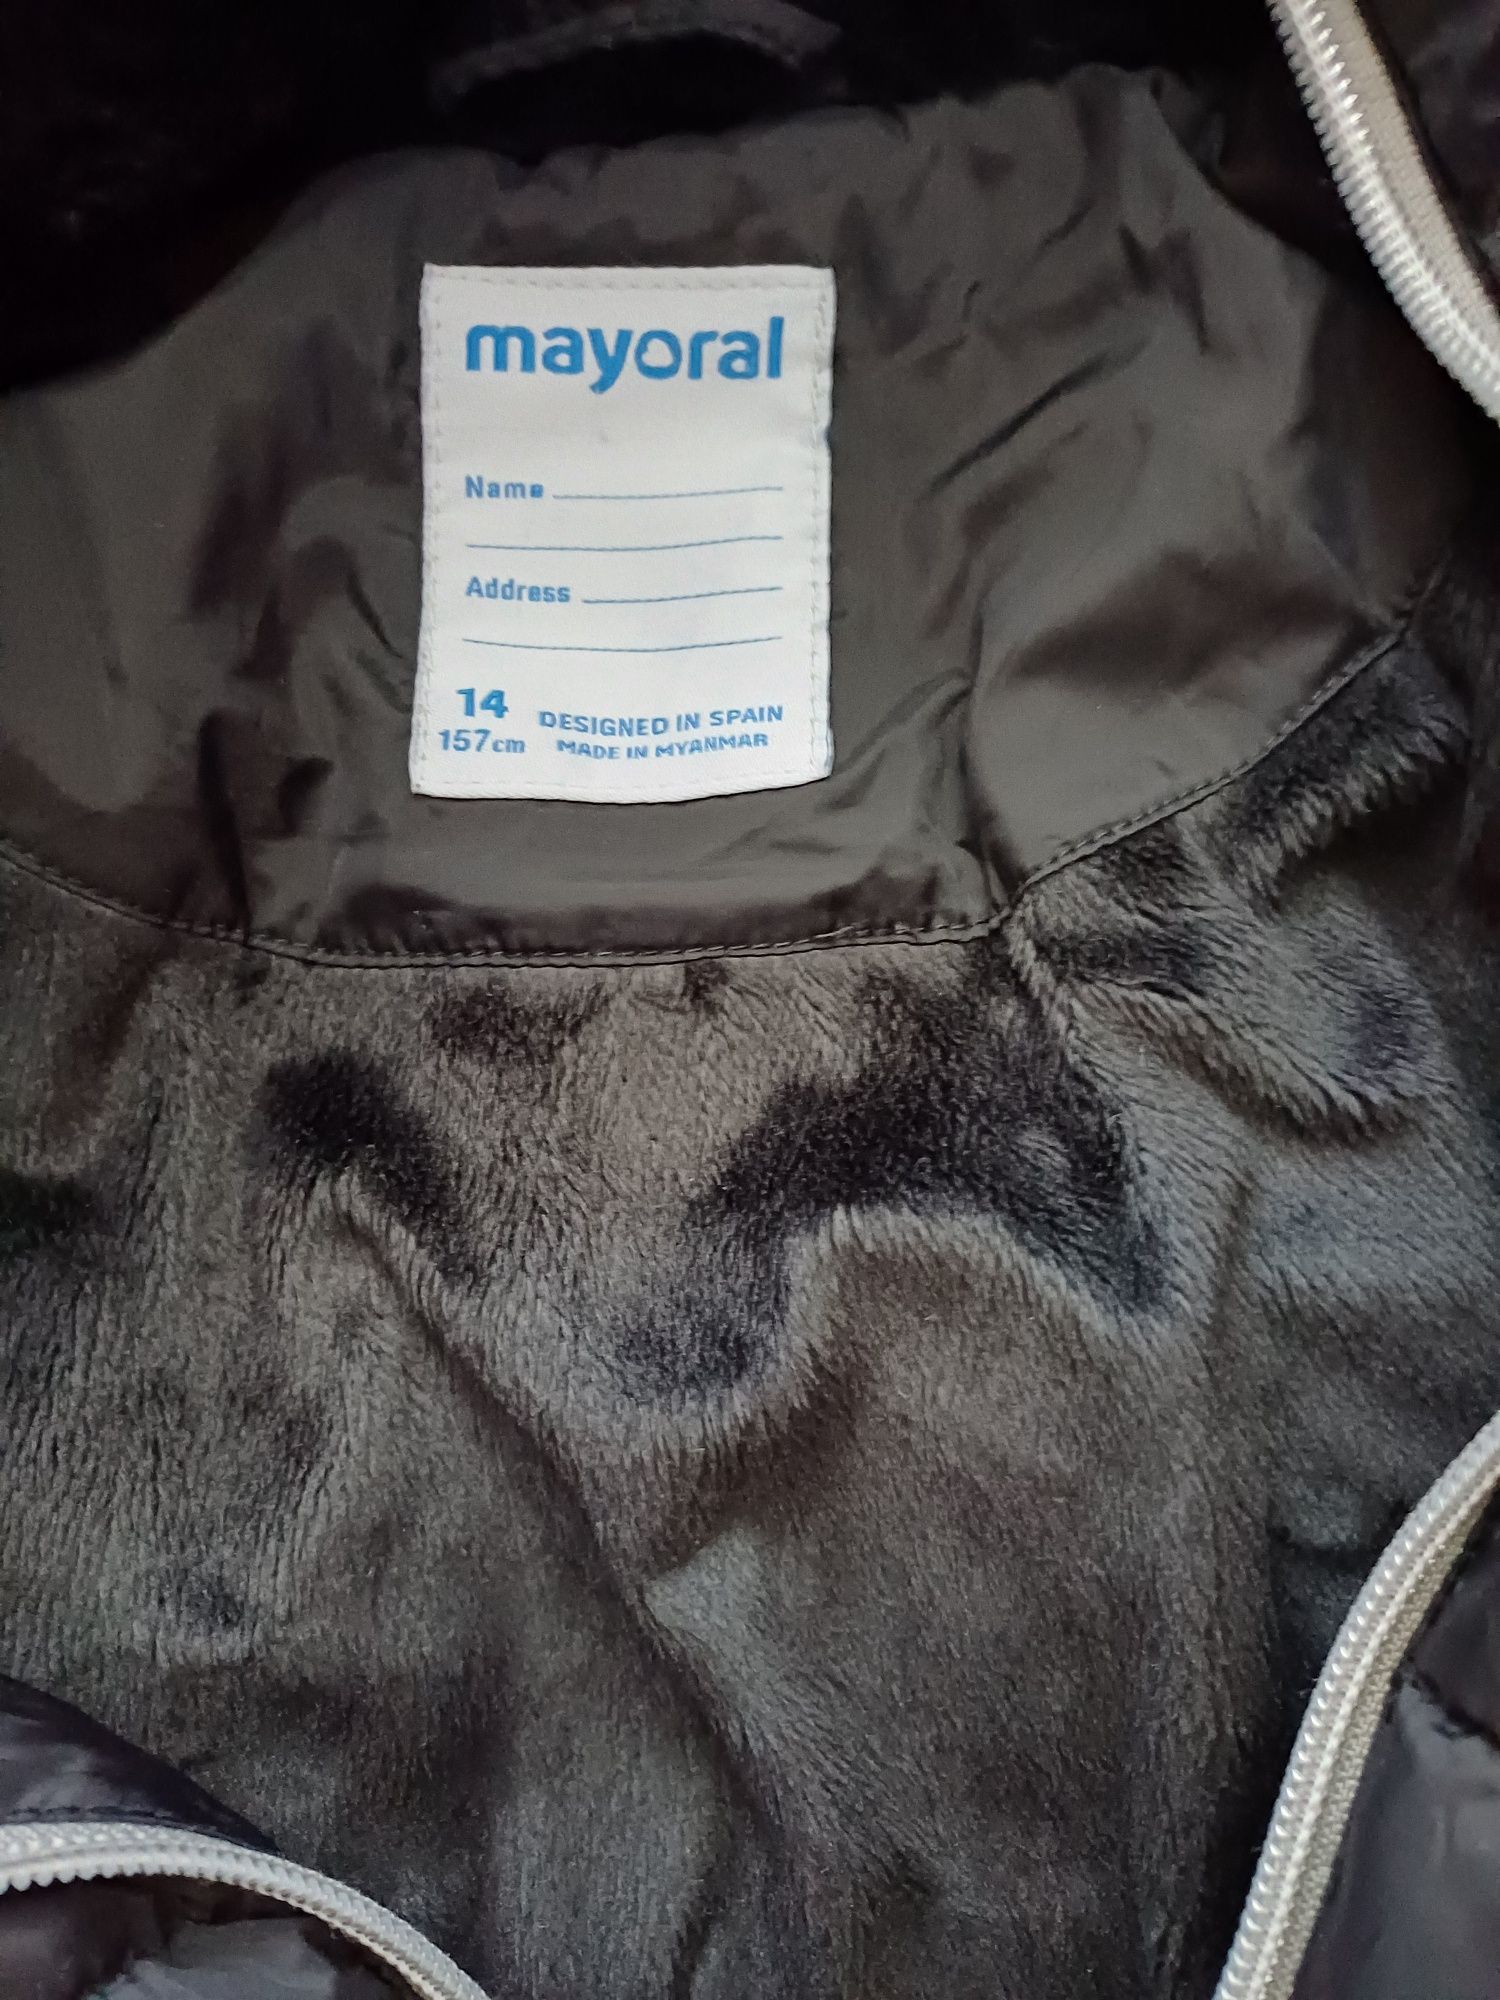 mayoral
Name
Address
14
157cm
DESIGNED IN SPAIN
MADE IN MYANMAR